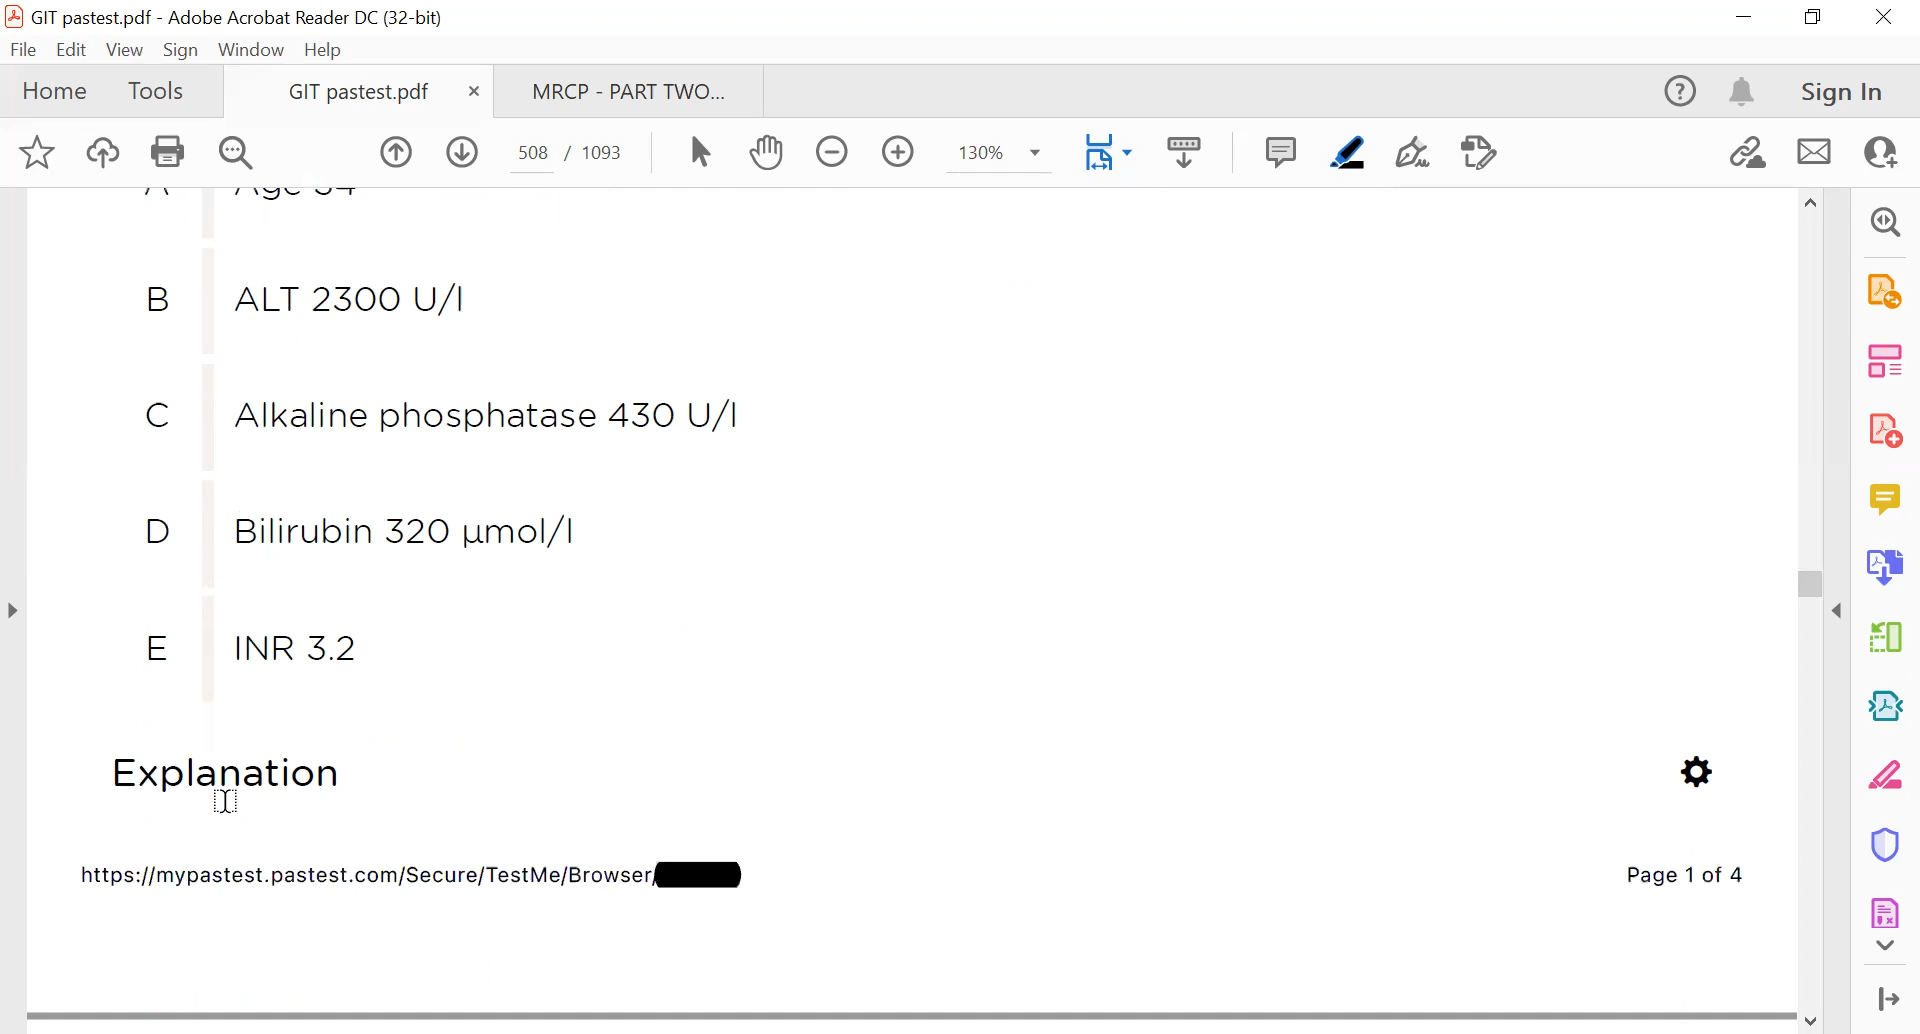 GIT pastest.pdf - Adobe Acrobat Reader DC (32-bit)
File Edit View Sign Window Help
Home Tools GIT pastest.pdf × MRCP - PART TWO... Sign In
508 / 1093 130%
A Age 34
B ALT 2300 U/l
C Alkaline phosphatase 430 U/l
D Bilirubin 320 µmol/l
E INR 3.2
Explanation
https://mypastest.pastest.com/Secure/TestMe/Browser/
Page 1 of 4